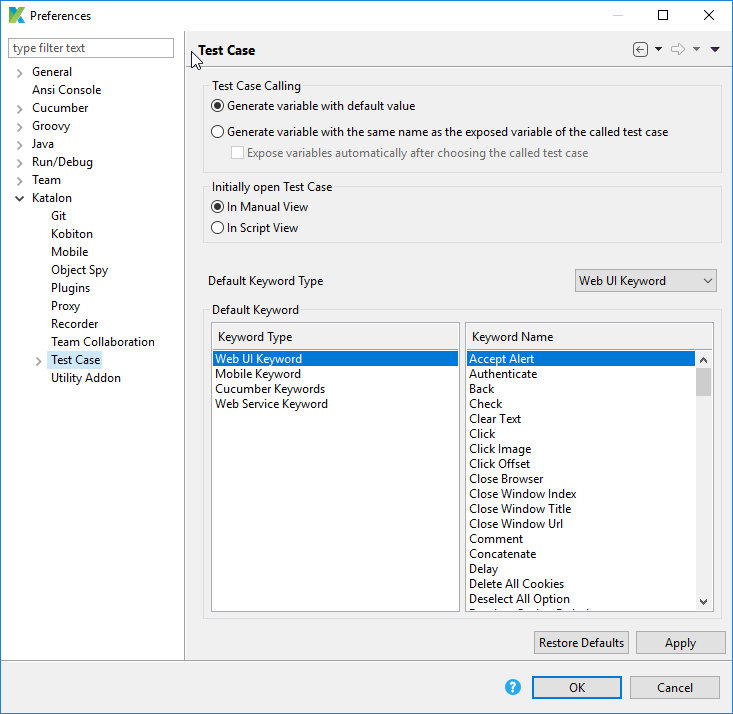 Preferences
type filter text
General
Ansi Console
Cucumber
Groovy
Java
Run/Debug
Team
Katalon
Git
Kobiton
Mobile
Object Spy
Plugins
Proxy
Recorder
Team Collaboration
Test Case
Utility Addon
Test Case
Test Case Calling
Generate variable with default value
Generate variable with the same name as the exposed variable of the called test case
Expose variables automatically after choosing the called test case
Initially open Test Case
In Manual View
In Script View
Default Keyword Type
Web UI Keyword
Default Keyword
Keyword Type
Web UI Keyword
Mobile Keyword
Cucumber Keywords
Web Service Keyword
Keyword Name
Accept Alert
Authenticate
Back
Check
Clear Text
Click
Click Image
Click Offset
Close Browser
Close Window Index
Close Window Title
Close Window Url
Comment
Concatenate
Delay
Delete All Cookies
Deselect All Option
Restore Defaults
Apply
?
OK
Cancel